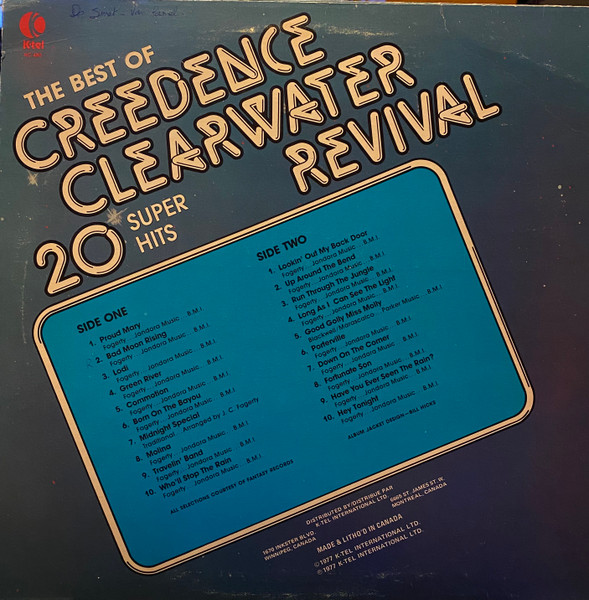 K-tel
THE BEST OF
CREEDENCE
CLEARWATER
REVIVAL
20 SUPER
HITS
SIDE ONE
1. Proud Mary
Fogerty Jondora Music B.M.I.
2. Bad Moon Rising
Fogerty Jondora Music B.M.I.
3. Lodi
Fogerty Jondora Music B.M.I.
4. Green River
Fogerty Jondora Music B.M.I.
5. Commotion
Fogerty Jondora Music B.M.I.
6. Born On The Bayou
Fogerty Jondora Music B.M.I.
7. Midnight Special
Traditional Arranged by J. C. Fogerty
8. Molina
Fogerty Jondora Music B.M.I.
9. Travelin' Band
Fogerty Jondora Music B.M.I.
10. Who'll Stop The Rain
Fogerty Jondora Music B.M.I.
ALL SELECTIONS COURTESY OF FANTASY RECORDS
SIDE TWO
1. Lookin' Out My Back Door
Fogerty Jondora Music B.M.I.
2. Up Around The Bend
Fogerty Jondora Music B.M.I.
3. Run Through The Jungle
Fogerty Jondora Music B.M.I.
4. Long As I Can See The Light
Fogerty Jondora Music B.M.I.
5. Good Golly Miss Molly
Blackwell/Marascalco Parker Music B.M.I.
6. Porterville
Fogerty Jondora Music B.M.I.
7. Down On The Corner
Fogerty Jondora Music B.M.I.
8. Fortunate Son
Fogerty Jondora Music B.M.I.
9. Have You Ever Seen The Rain?
Fogerty Jondora Music B.M.I.
10. Hey Tonight
Fogerty Jondora Music B.M.I.
ALBUM JACKET DESIGN—BILL HICKS
DISTRIBUTED BY/DISTRIBUE PAR
K-TEL INTERNATIONAL LTD.
1670 INKSTER BLVD.
WINNIPEG, CANADA
6865 ST. JAMES ST. W.
MONTREAL, CANADA
MADE & LITHO'D IN CANADA
©1977 K-TEL INTERNATIONAL LTD.
℗1977 K-TEL INTERNATIONAL LTD.